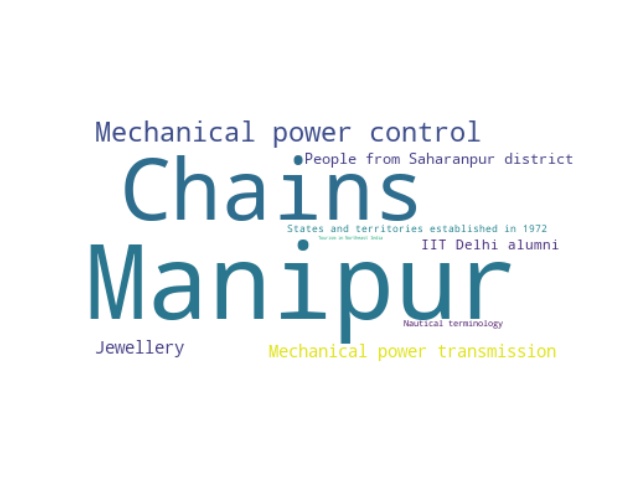 Mechanical power control
People from Saharanpur district
Chains
States and territories established in 1972
Tourism in Northeast India
IIT Delhi alumni
Manipur
Nautical terminology
Jewellery
Mechanical power transmission